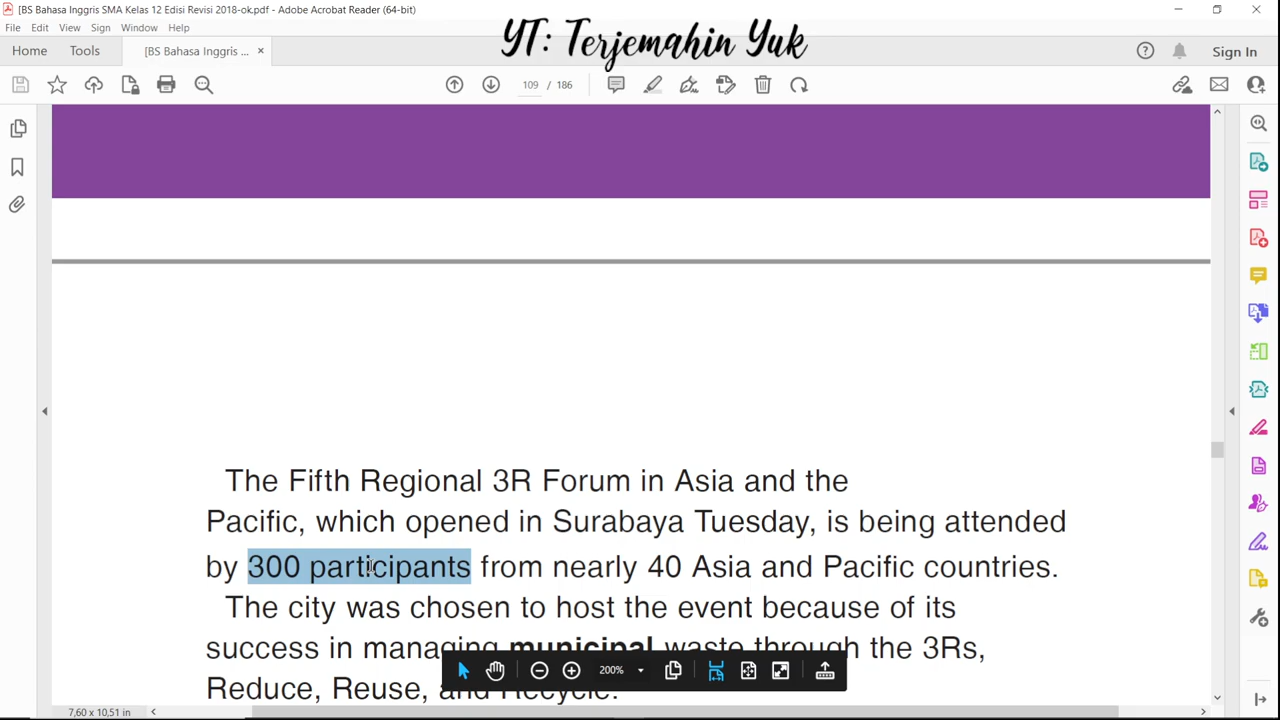 [BS Bahasa Inggris SMA Kelas 12 Edisi Revisi 2018-ok.pdf - Adobe Acrobat Reader (64-bit)
File Edit View Sign Window Help
YT: Terjemahin Yuk
Home Tools [BS Bahasa Inggris ... × Sign In
109 / 186
The Fifth Regional 3R Forum in Asia and the
Pacific, which opened in Surabaya Tuesday, is being attended
by 300 participants from nearly 40 Asia and Pacific countries.
The city was chosen to host the event because of its
success in managing municipal waste through the 3Rs,
Reduce, Reuse, and Recycle.
200%
7,60 x 10,51 in